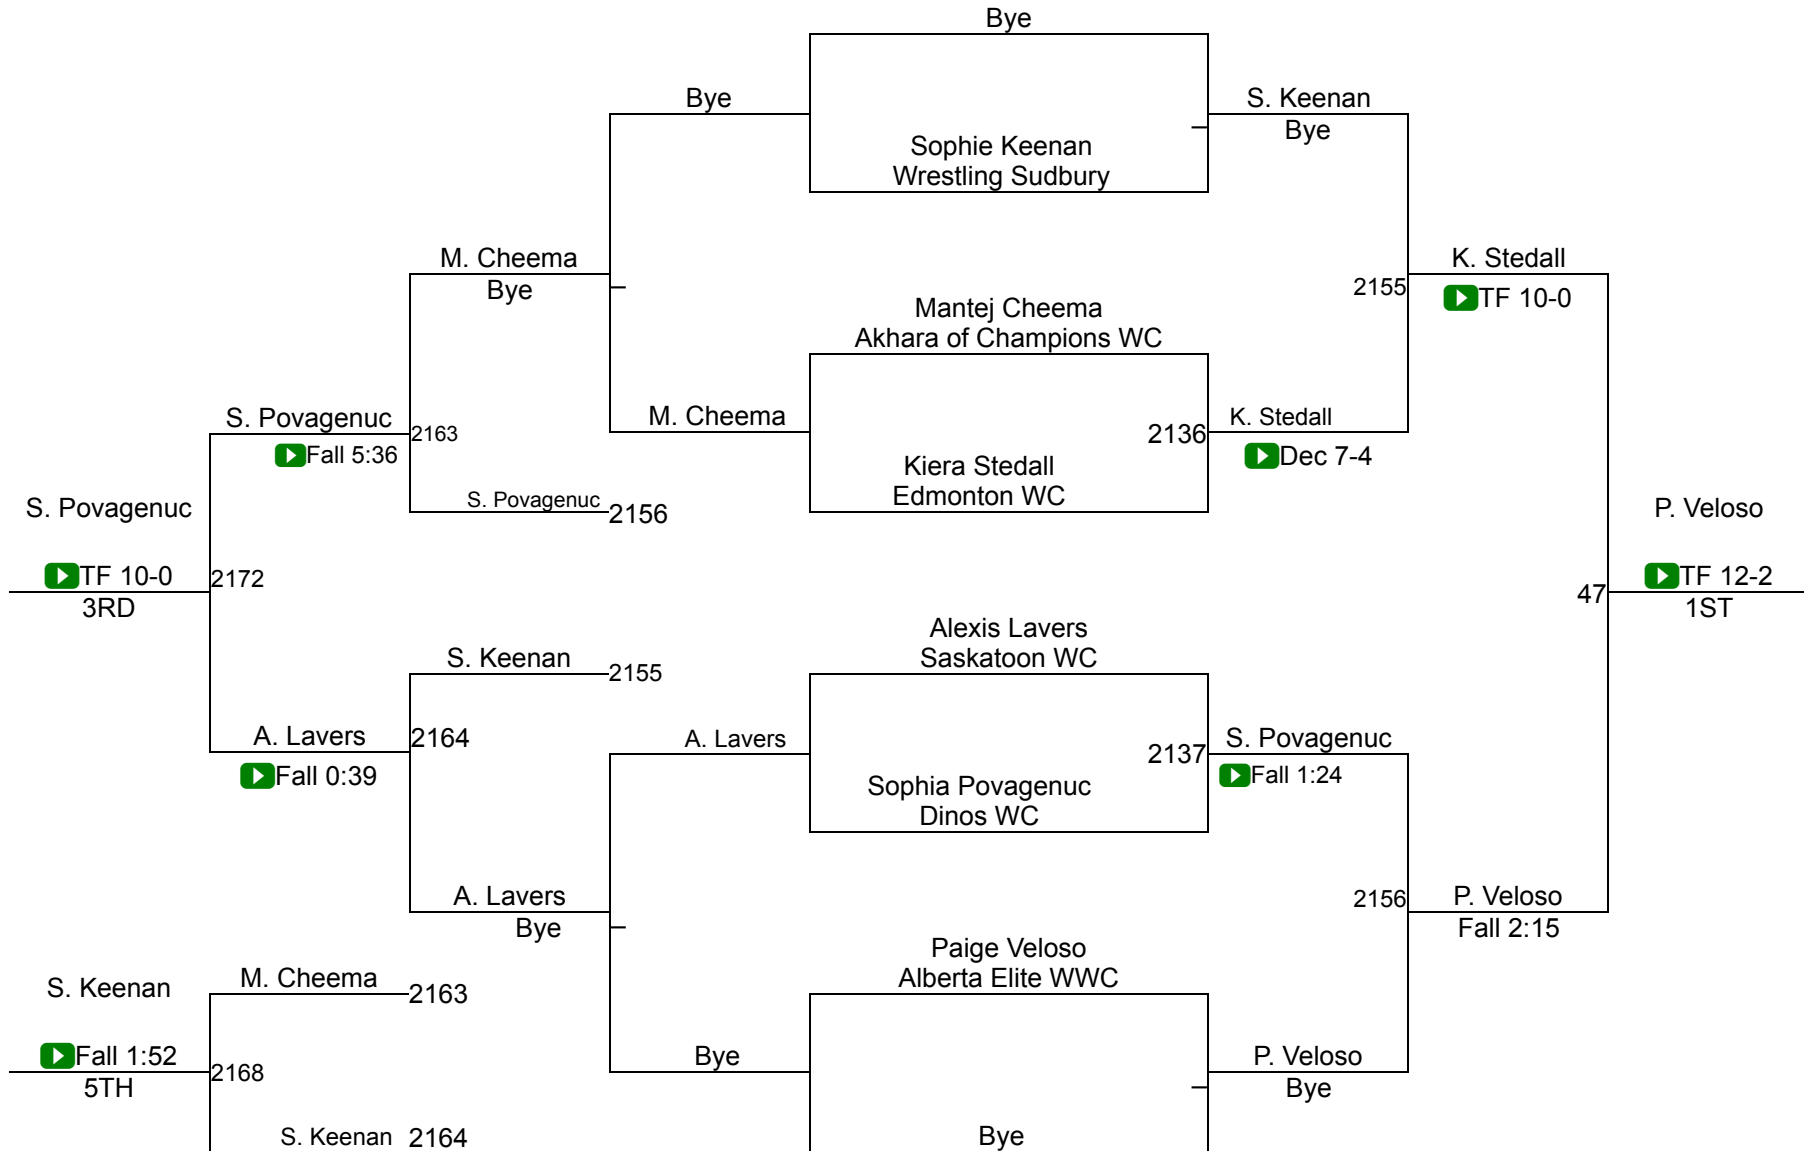 Bye
Bye
S. Keenan
Bye
Sophie Keenan
Wrestling Sudbury
M. Cheema
Bye
K. Stedall
2155
TF 10-0
Mantej Cheema
Akhara of Champions WC
S. Povagenuc
2163
M. Cheema
2136
K. Stedall
Fall 5:36
Dec 7-4
Kiera Stedall
Edmonton WC
S. Povagenuc
S. Povagenuc
2156
P. Veloso
TF 10-0
2172
3RD
47
TF 12-2
1ST
Alexis Lavers
Saskatoon WC
S. Keenan
2155
A. Lavers
2164
A. Lavers
2137
S. Povagenuc
Fall 0:39
Fall 1:24
Sophia Povagenuc
Dinos WC
A. Lavers
Bye
2156
P. Veloso
Fall 2:15
Paige Veloso
Alberta Elite WWC
S. Keenan
M. Cheema
2163
Fall 1:52
2168
5TH
Bye
P. Veloso
Bye
S. Keenan
2164
Bye